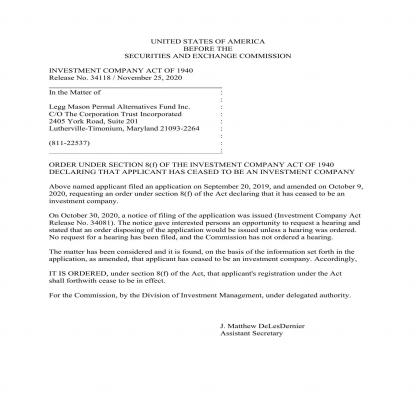 UNITED STATES OF AMERICA
BEFORE THE
SECURITIES AND EXCHANGE COMMISSION
INVESTMENT COMPANY ACT OF 1940
Release No. 34118 / November 25, 2020
In the Matter of :
:
Legg Mason Permal Alternatives Fund Inc. :
C/O The Corporation Trust Incorporated :
2405 York Road, Suite 201 :
Lutherville-Timonium, Maryland 21093-2264 :
:
(811-22537) :
:
ORDER UNDER SECTION 8(f) OF THE INVESTMENT COMPANY ACT OF 1940
DECLARING THAT APPLICANT HAS CEASED TO BE AN INVESTMENT COMPANY
Above named applicant filed an application on September 20, 2019, and amended on October 9,
2020, requesting an order under section 8(f) of the Act declaring that it has ceased to be an
investment company.
On October 30, 2020, a notice of filing of the application was issued (Investment Company Act
Release No. 34081). The notice gave interested persons an opportunity to request a hearing and
stated that an order disposing of the application would be issued unless a hearing was ordered.
No request for a hearing has been filed, and the Commission has not ordered a hearing.
The matter has been considered and it is found, on the basis of the information set forth in the
application, as amended, that applicant has ceased to be an investment company. Accordingly,
IT IS ORDERED, under section 8(f) of the Act, that applicant's registration under the Act
shall forthwith cease to be in effect.
For the Commission, by the Division of Investment Management, under delegated authority.
J. Matthew DeLesDernier
Assistant Secretary